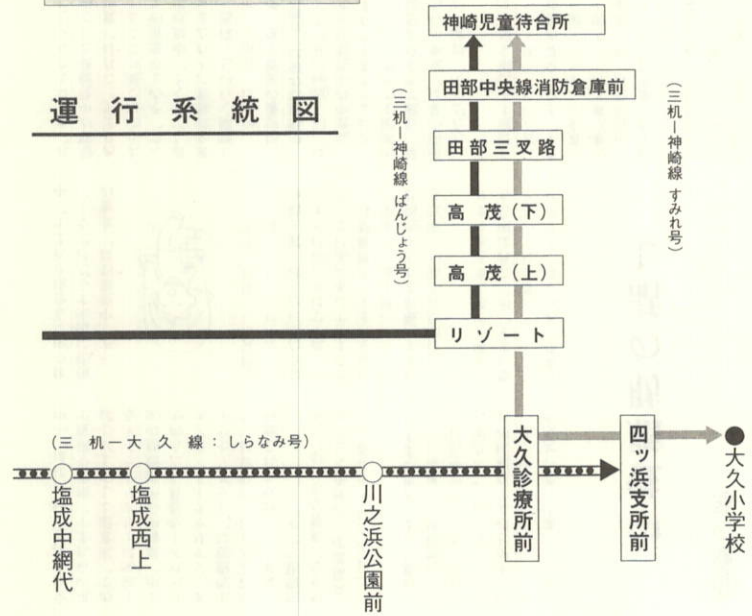 神崎児童待合所
田部中央線消防倉庫前
運行系統図
田部三叉路
(三机ー神崎線 ばんじょう号)
(三机ー神崎線 すみれ号)
高茂(下)
高茂(上)
リゾート
(三机ー大久線：しらなみ号)
塩成中網代
塩成西上
川之浜公園前
大久診療所前
四ッ浜支所前
大久小学校